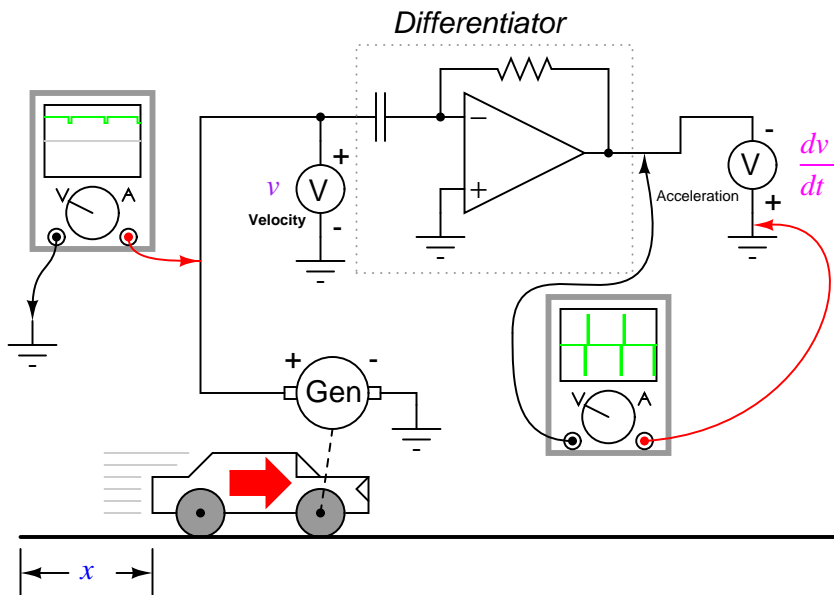 Differentiator
V A
−
+
+
V
-
v
Velocity
-
V
+
dv
dt
Acceleration
+ -
Gen
V A
x